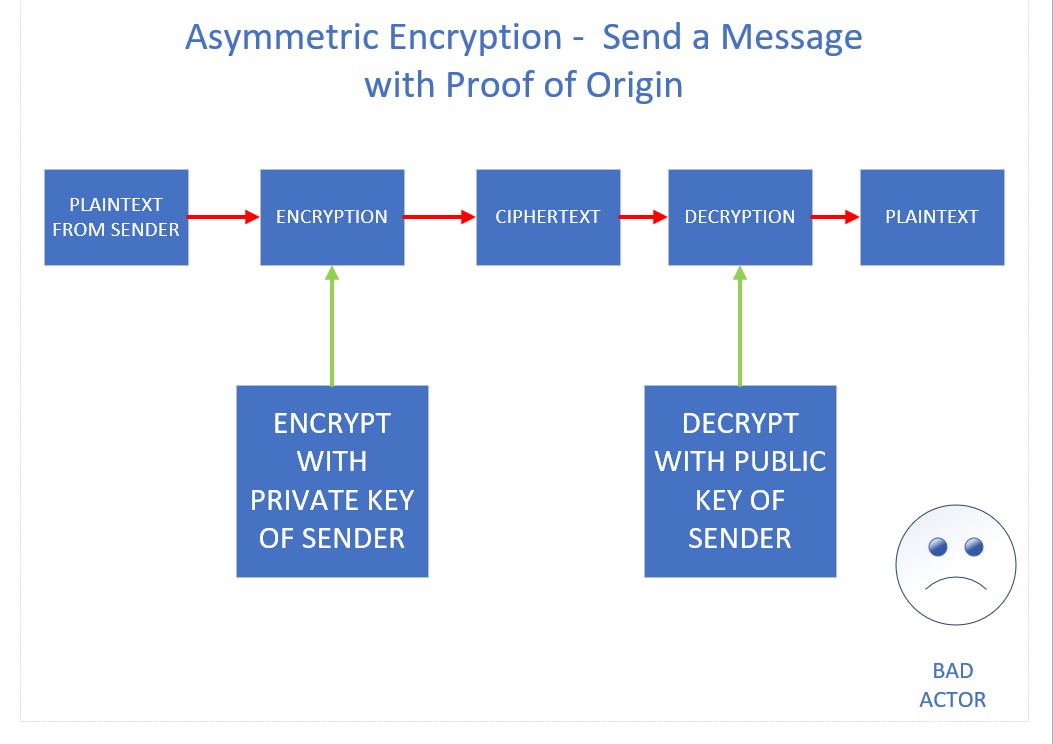 Asymmetric Encryption -  Send a Message
with Proof of Origin
PLAINTEXT
FROM SENDER
ENCRYPTION
CIPHERTEXT
DECRYPTION
PLAINTEXT
ENCRYPT
WITH
PRIVATE KEY
OF SENDER
DECRYPT
WITH PUBLIC
KEY OF
SENDER
BAD
ACTOR